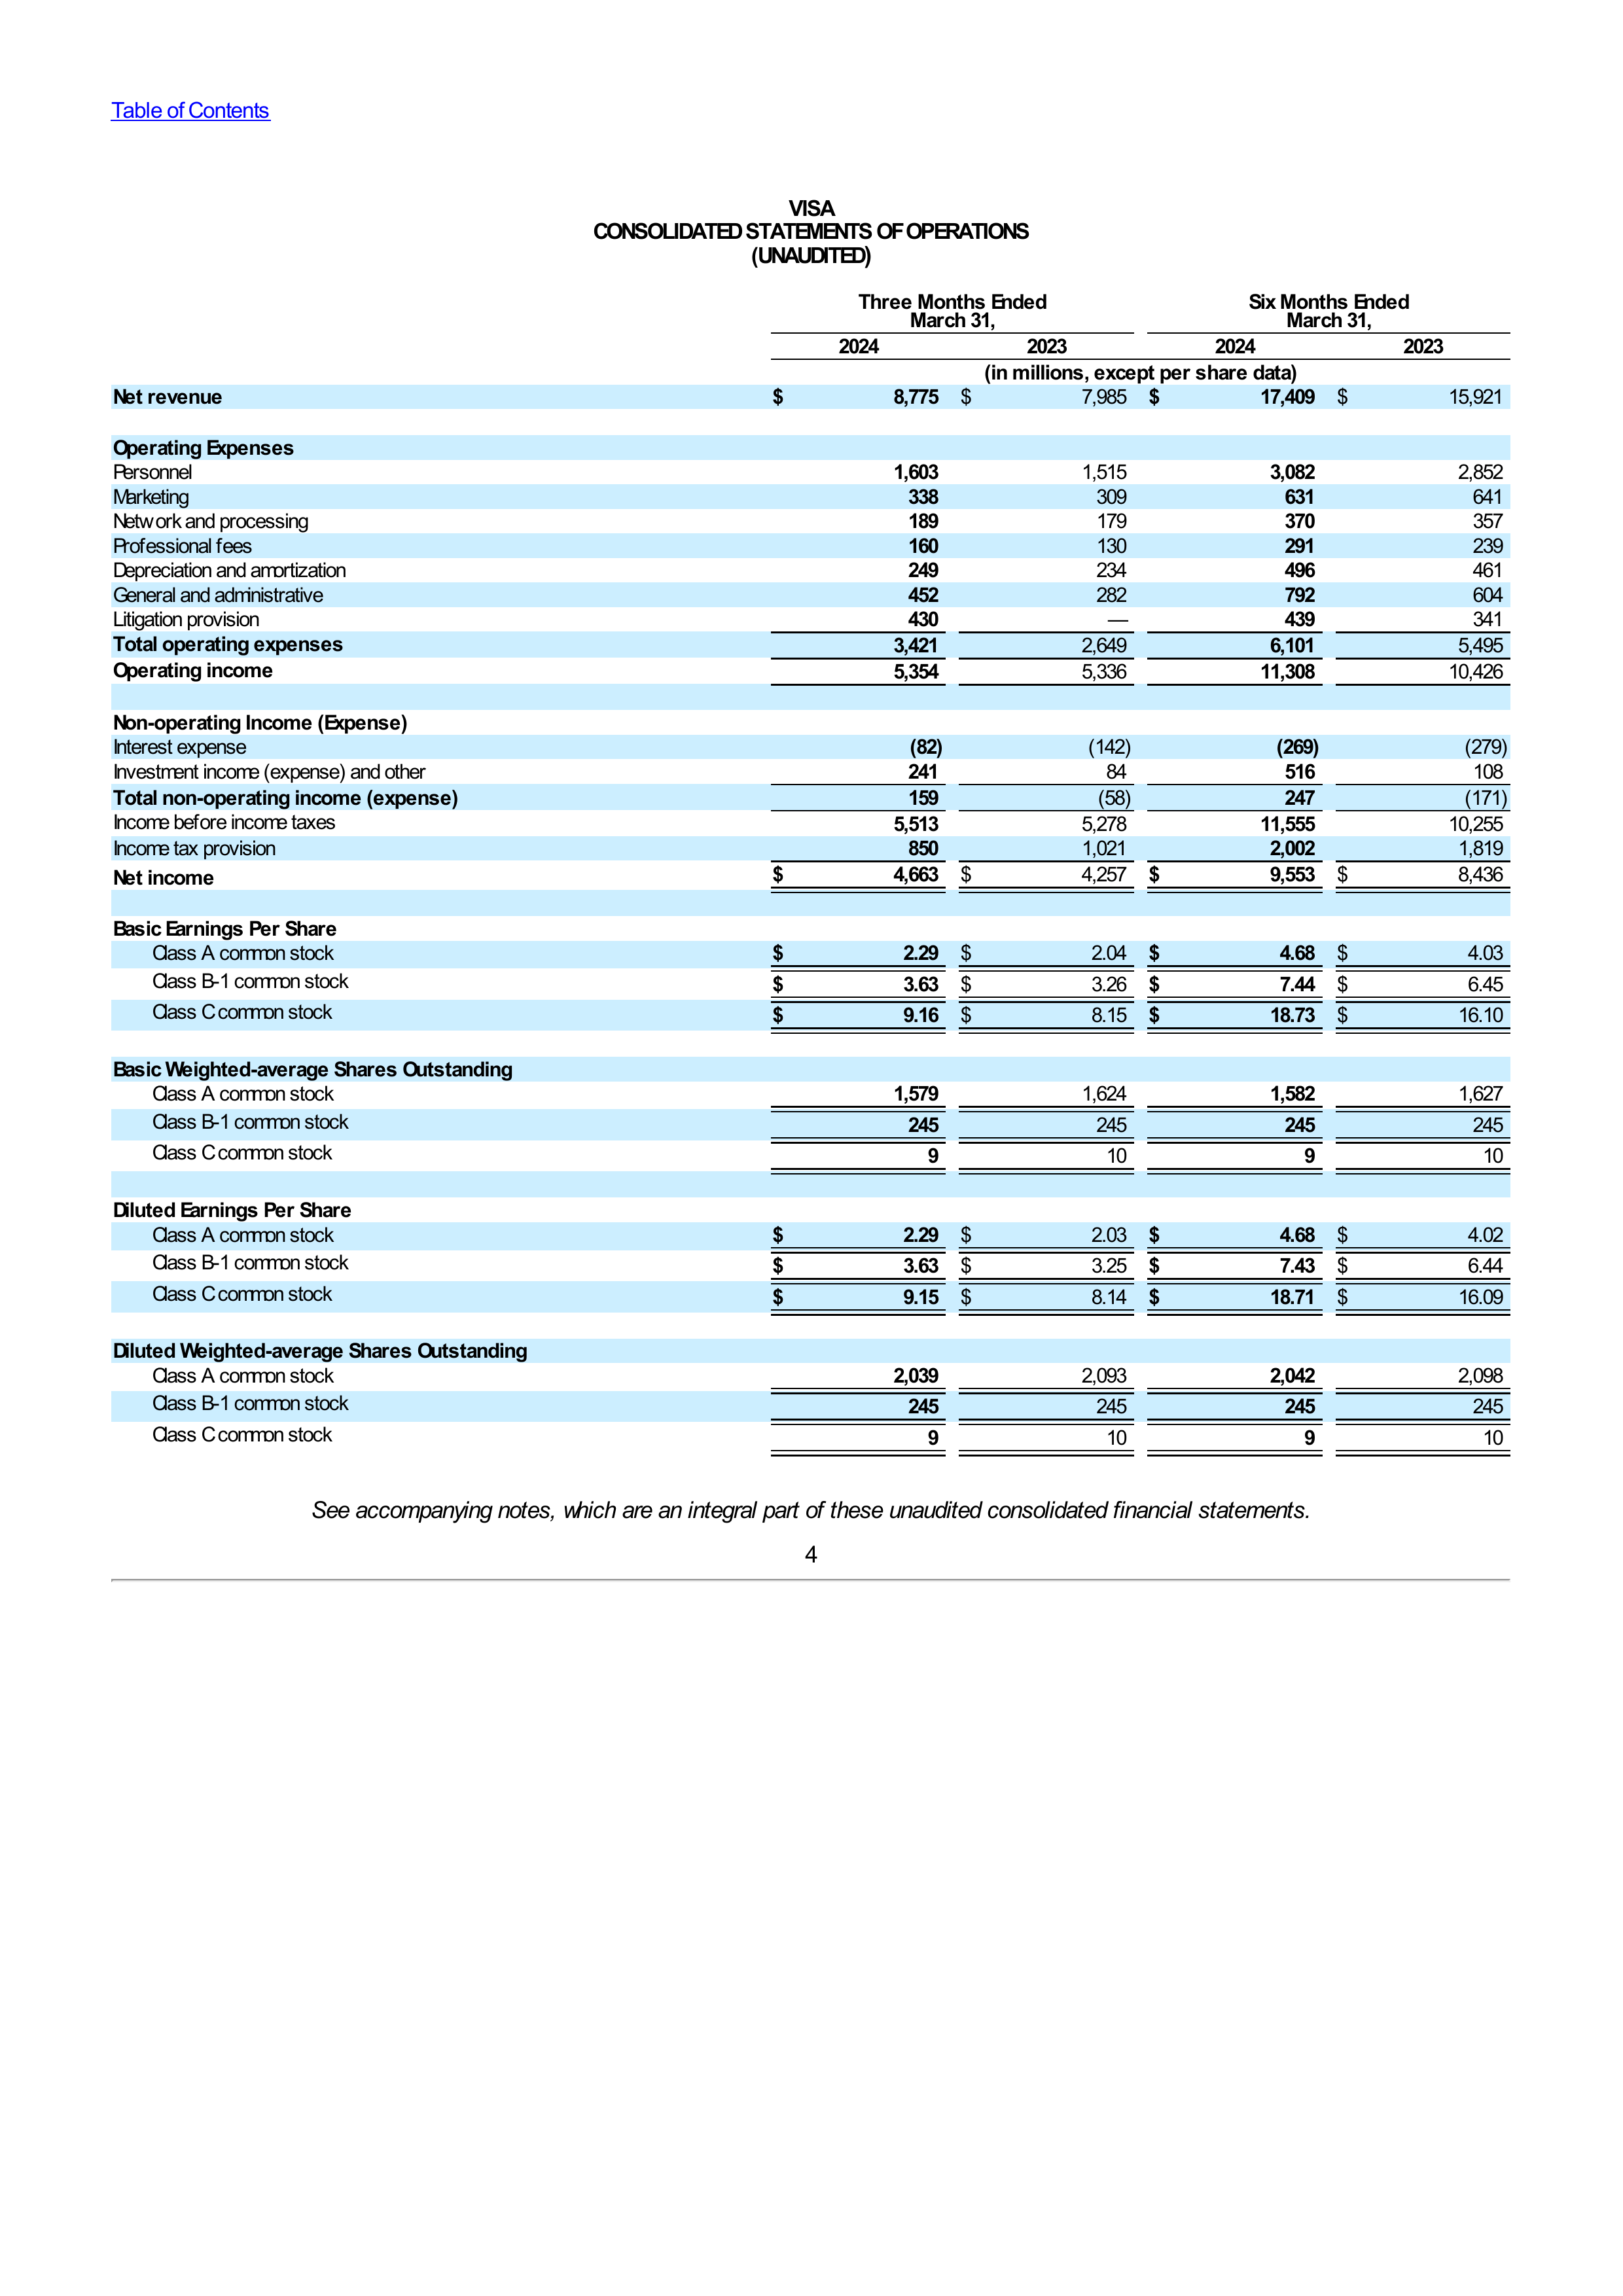 Table of Contents
VISA
CONSOLIDATED STATEMENTS OF OPERATIONS
(UNAUDITED)
Three Months Ended March 31, Six Months Ended March 31,
2024 2023 2024 2023
(in millions, except per share data)
Net revenue $ 8,775 $ 7,985 $ 17,409 $ 15,921
Operating Expenses
Personnel 1,603 1,515 3,082 2,852
Marketing 338 309 631 641
Network and processing 189 179 370 357
Professional fees 160 130 291 239
Depreciation and amortization 249 234 496 461
General and administrative 452 282 792 604
Litigation provision 430 — 439 341
Total operating expenses 3,421 2,649 6,101 5,495
Operating income 5,354 5,336 11,308 10,426
Non-operating Income (Expense)
Interest expense (82) (142) (269) (279)
Investment income (expense) and other 241 84 516 108
Total non-operating income (expense) 159 (58) 247 (171)
Income before income taxes 5,513 5,278 11,555 10,255
Income tax provision 850 1,021 2,002 1,819
Net income $ 4,663 $ 4,257 $ 9,553 $ 8,436
Basic Earnings Per Share
Class A common stock $ 2.29 $ 2.04 $ 4.68 $ 4.03
Class B-1 common stock $ 3.63 $ 3.26 $ 7.44 $ 6.45
Class C common stock $ 9.16 $ 8.15 $ 18.73 $ 16.10
Basic Weighted-average Shares Outstanding
Class A common stock 1,579 1,624 1,582 1,627
Class B-1 common stock 245 245 245 245
Class C common stock 9 10 9 10
Diluted Earnings Per Share
Class A common stock $ 2.29 $ 2.03 $ 4.68 $ 4.02
Class B-1 common stock $ 3.63 $ 3.25 $ 7.43 $ 6.44
Class C common stock $ 9.15 $ 8.14 $ 18.71 $ 16.09
Diluted Weighted-average Shares Outstanding
Class A common stock 2,039 2,093 2,042 2,098
Class B-1 common stock 245 245 245 245
Class C common stock 9 10 9 10
See accompanying notes, which are an integral part of these unaudited consolidated financial statements.
4